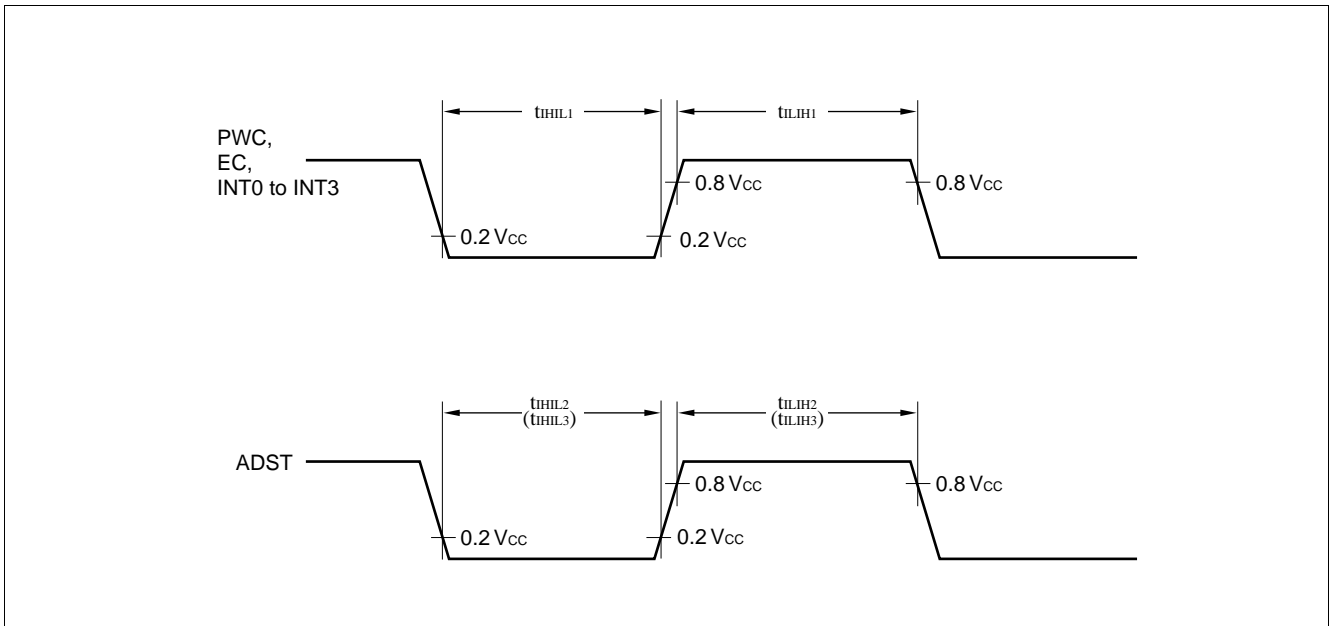 tIHIL1
tILIH1
PWC,
EC,
INT0 to INT3
0.8 VCC
0.8 VCC
0.2 VCC
0.2 VCC
tIHIL2
(tIHIL3)
tILIH2
(tILIH3)
ADST
0.8 VCC
0.8 VCC
0.2 VCC
0.2 VCC